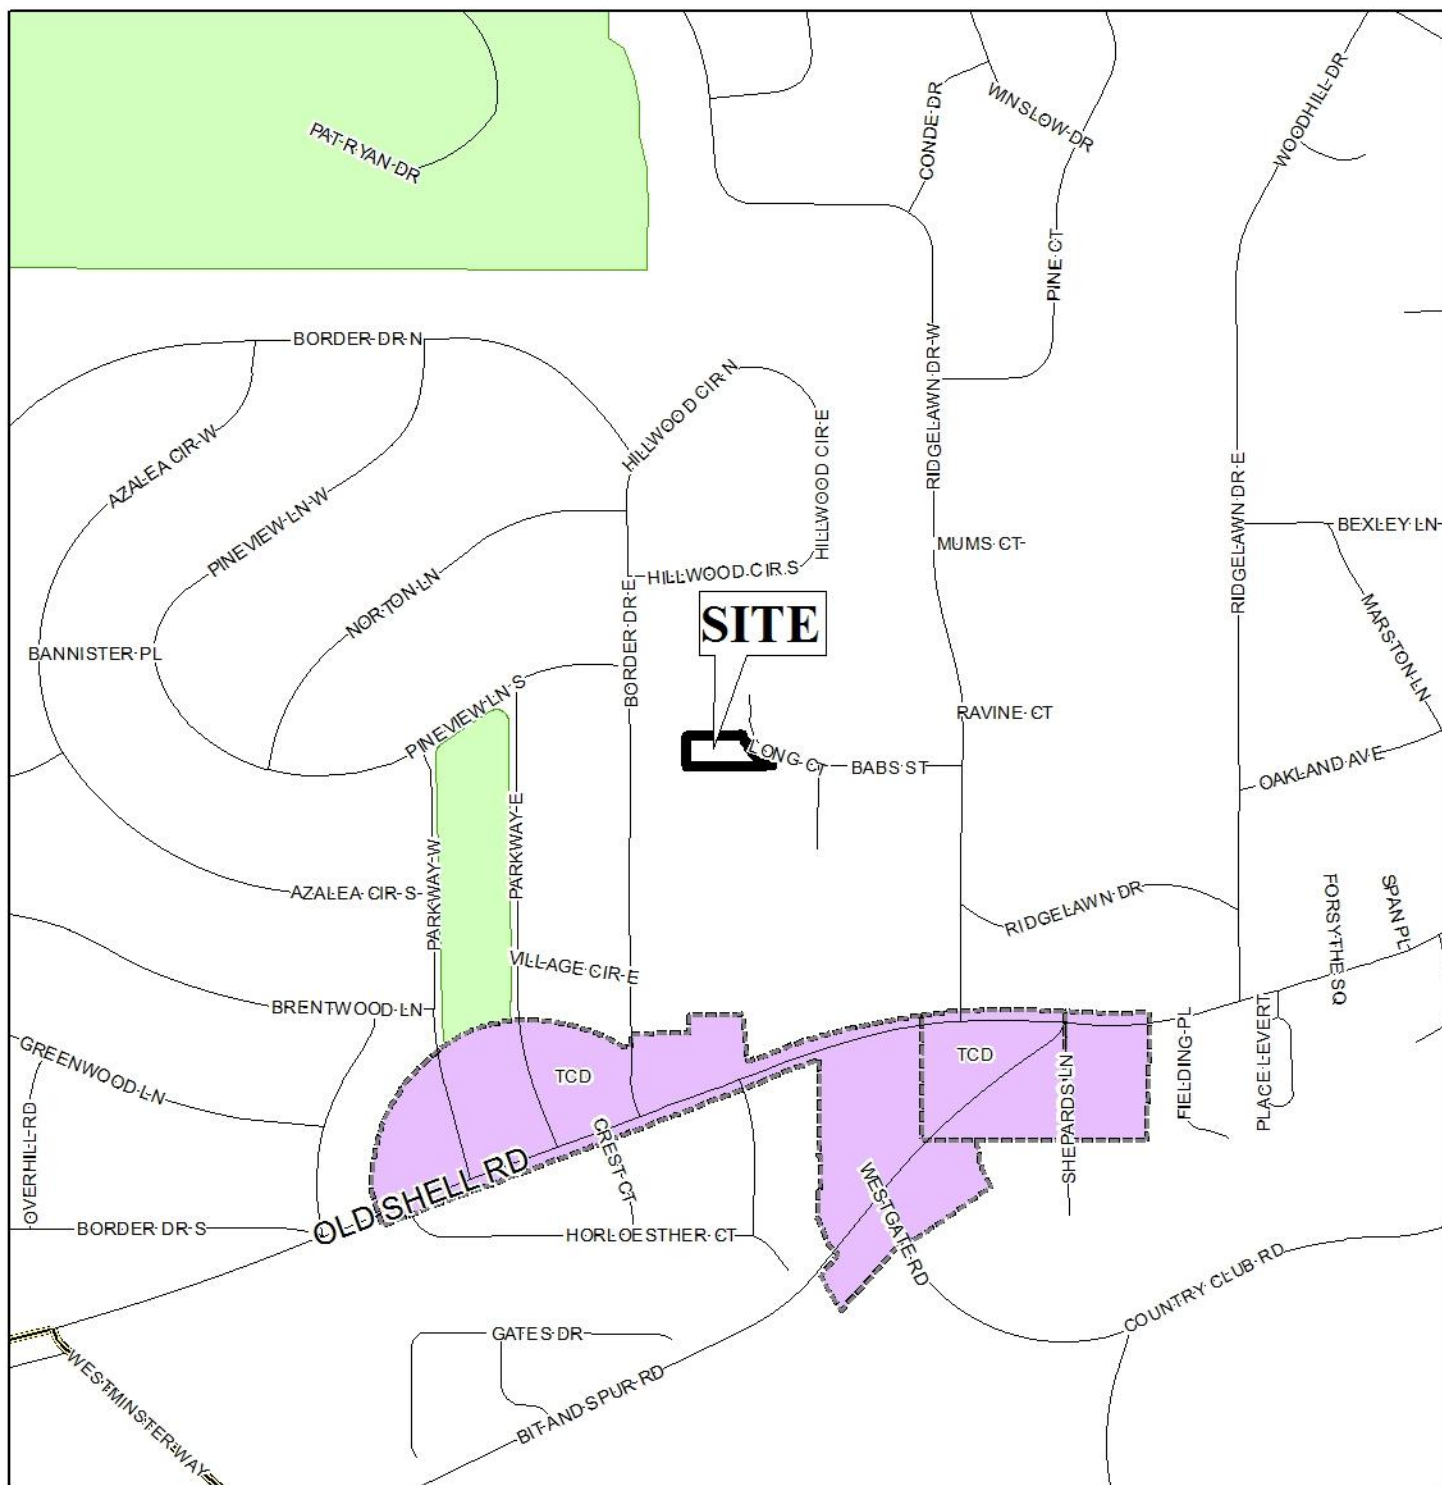 PAT RYAN DR
CONDE DR
WINSLOW DR
WOODHILL DR
PINE CT
BORDER DR N
HILLWOOD CIR N
RIDGELAWN DR W
HILLWOOD CIR E
AZALEA CIR W
PINEVIEW LN W
RIDGELAWN DR E
BEXLEY LN
MUMS CT
HILLWOOD CIR S
NORTON LN
MARSTON LN
SITE
BORDER DR E
BANNISTER PL
PINEVIEW LN S
RAVINE CT
LONG CT
BABS ST
OAKLAND AVE
PARKWAY E
PARKWAY W
AZALEA CIR S
RIDGELAWN DR
FORSYTHE SQ
SPAN PL
VILLAGE CIR E
BRENTWOOD LN
GREENWOOD LN
TCD
TCD
SHEPARDS LN
FIELDING PL
PLACE LEVERT
OVERHILL RD
CREST CT
OLD SHELL RD
WESTGATE RD
BORDER DR S
HORLOESTHER CT
COUNTRY CLUB RD
GATES DR
WESTMINSTER WAY
BIT AND SPUR RD